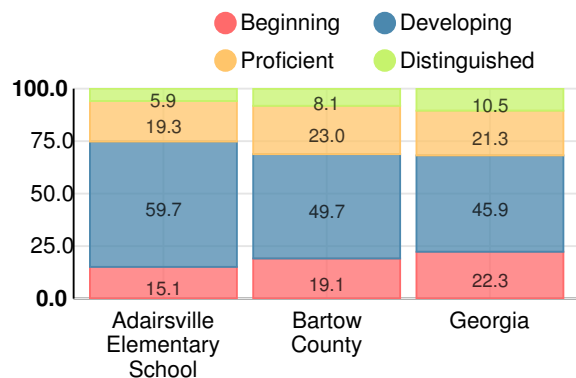 Beginning Developing
Proficient Distinguished
100.0
75.0
50.0
25.0
0.0
5.9 8.1 10.5
19.3 23.0 21.3
59.7 49.7 45.9
15.1 19.1 22.3
Adairsville Bartow Georgia
Elementary County
School